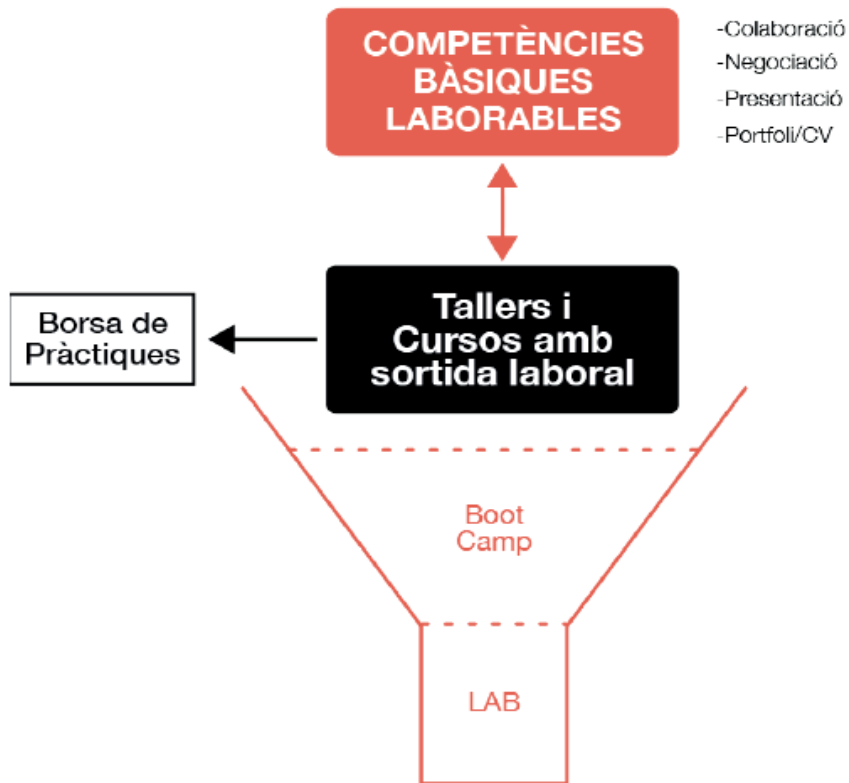 COMPETÈNCIES
BÀSIQUES
LABORABLES
-Colaboració
-Negociació
-Presentació
-Portfoli/CV
Borsa de
Pràctiques
Tallers i
Cursos amb
sortida laboral
Boot
Camp
LAB